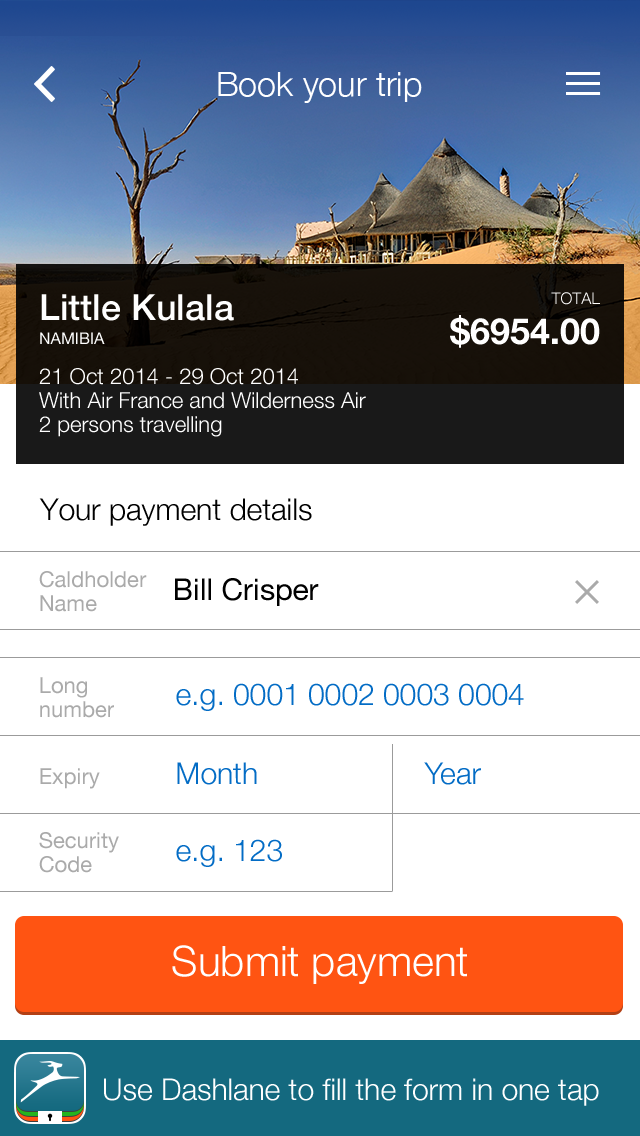 Book your trip
Little Kulala
NAMIBIA
TOTAL
$6954.00
21 Oct 2014 - 29 Oct 2014
With Air France and Wilderness Air
2 persons travelling
Your payment details
Caldholder
Name
Bill Crisper
Long
number
e.g. 0001 0002 0003 0004
Expiry
Month
Year
Security
Code
e.g. 123
Submit payment
Use Dashlane to fill the form in one tap